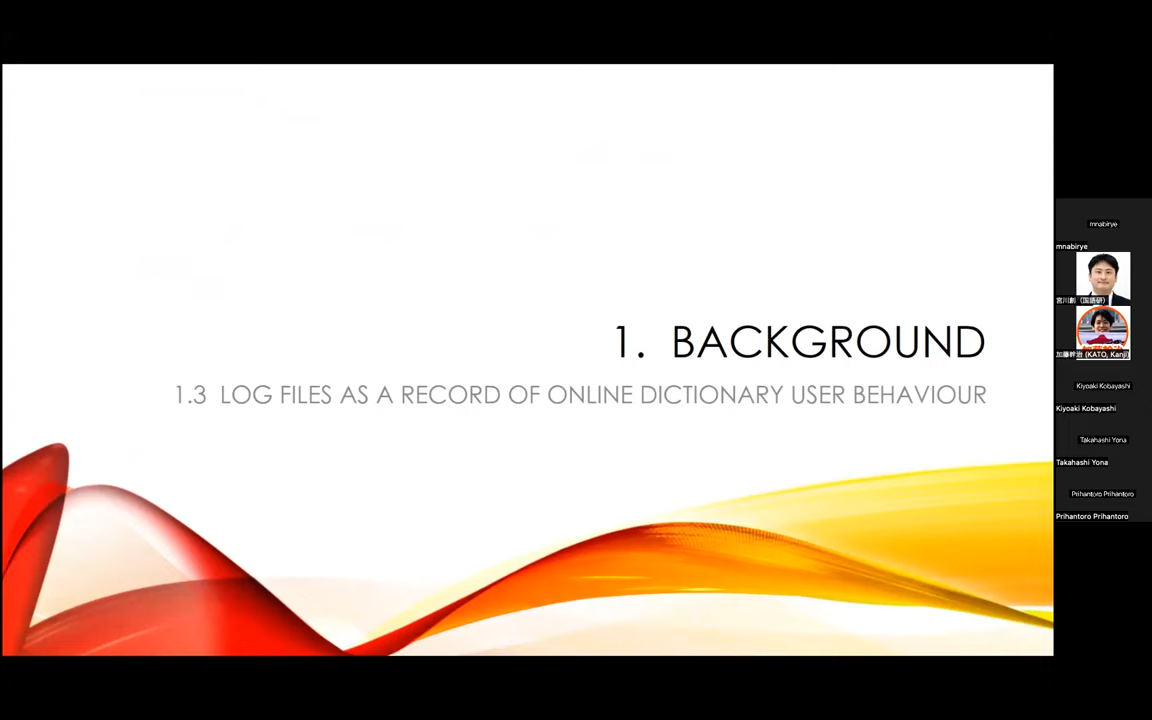 1. BACKGROUND
1.3 LOG FILES AS A RECORD OF ONLINE DICTIONARY USER BEHAVIOUR
mnabirye
mnabirye
宮川創（国語研）
加藤幹治 (KATO, Kanji)
Kiyoaki Kobayashi
Kiyoaki Kobayashi
Takahashi Yona
Takahashi Yona
Prihantoro Prihantoro
Prihantoro Prihantoro